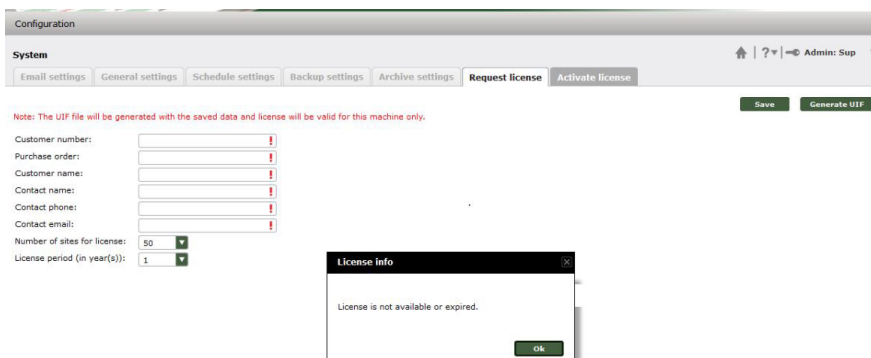 Configuration
System
? Admin: Sup
Email settings General settings Schedule settings Backup settings Archive settings Request license Activate license
Save Generate UIF
Note: The UIF file will be generated with the saved data and license will be valid for this machine only.
Customer number: !
Purchase order: !
Customer name: !
Contact name: !
Contact phone: !
Contact email: !
Number of sites for license: 50
License period (in year(s)): 1
License info
License is not available or expired.
Ok